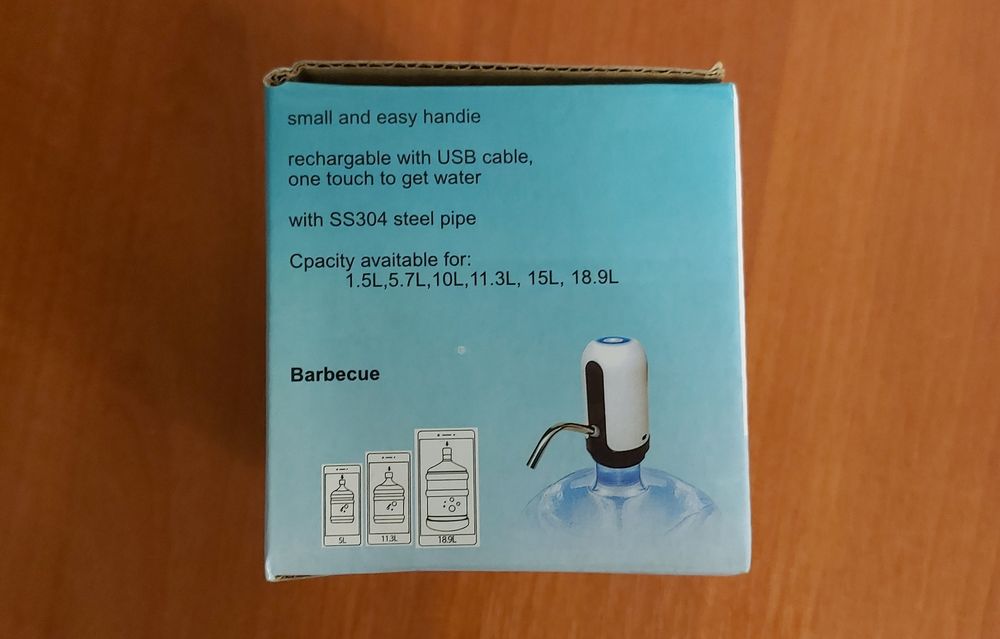 small and easy handie
rechargable with USB cable,
one touch to get water
with SS304 steel pipe
Cpacity avaitable for:
1.5L,5.7L,10L,11.3L, 15L, 18.9L
Barbecue
5L
11.3L
18.9L